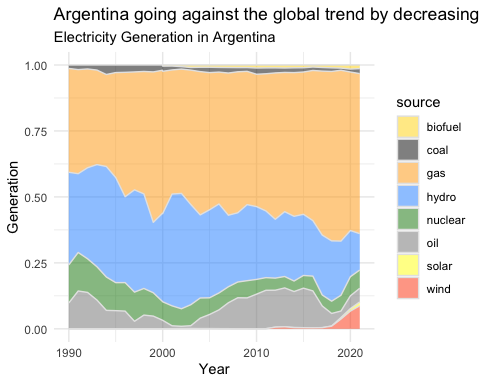 Argentina going against the global trend by decreasing
Electricity Generation in Argentina
1.00
0.75
0.50
0.25
0.00
Generation
1990
2000
2010
2020
Year
source
biofuel
coal
gas
hydro
nuclear
oil
solar
wind